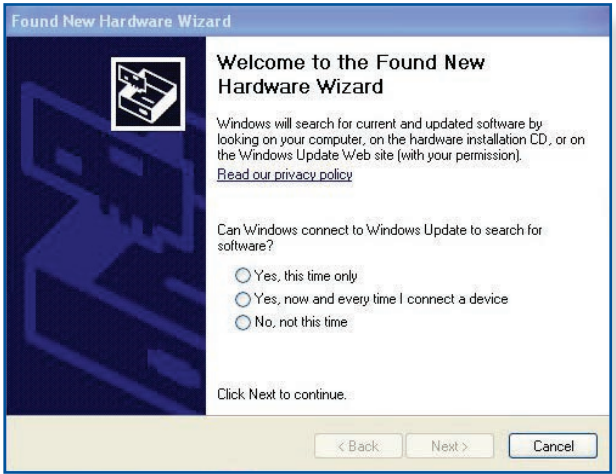 Found New Hardware Wizard
Welcome to the Found New
Hardware Wizard
Windows will search for current and updated software by
looking on your computer, on the hardware installation CD, or on
the Windows Update Web site (with your permission).
Read our privacy policy
Can Windows connect to Windows Update to search for
software?
Yes, this time only
Yes, now and every time I connect a device
No, not this time
Click Next to continue.
< Back Next > Cancel